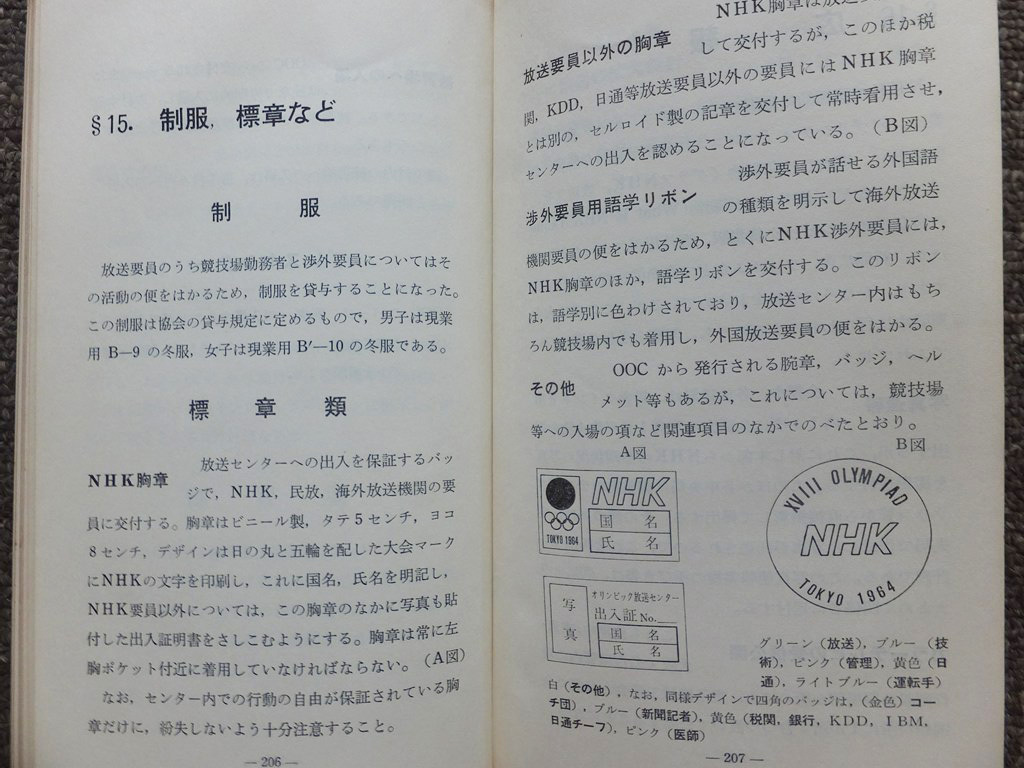 §15. 制服，標章など
制服
放送要員のうち競技場勤務者と渉外要員についてはそ
の活動の便をはかるため，制服を貸与することになった。
この制服は協会の貸与規定に定めるもので，男子は現業
用 B—9 の冬服，女子は現業用 B′—10 の冬服である。
標章類
NHK胸章 放送センターへの出入を保証するバッ
ジで，NHK，民放，海外放送機関の要
員に交付する。胸章はビニール製，タテ5センチ，ヨコ
8センチ，デザインは日の丸と五輪を配した大会マーク
にNHKの文字を印刷し，これに国名，氏名を明記し，
NHK要員以外については，この胸章のなかに写真も貼
付した出入証明書をさしこむようにする。胸章は常に左
胸ポケット付近に着用していなければならない。（A図）
なお，センター内での行動の自由が保証されている胸
章だけに，紛失しないよう十分注意すること。
— 206 —
NHK胸章は放送
放送要員以外の胸章 して交付するが，このほか税
関，KDD，日通等放送要員以外の要員にはNHK胸章
とは別の，セルロイド製の記章を交付して常時着用させ，
センターへの出入を認めることになっている。（B図）
渉外要員用語学リボン 渉外要員が話せる外国語
の種類を明示して海外放送
機関要員の便をはかるため，とくにNHK渉外要員には，
NHK胸章のほか，語学リボンを交付する。このリボン
は，語学別に色わけされており，放送センター内はもち
ろん競技場内でも着用し，外国放送要員の便をはかる。
その他 OOC から発行される腕章，バッジ，ヘル
メット等もあるが，これについては，競技場
等への入場の項など関連項目のなかでのべたとおり。
A図
B図
NHK
国名
氏名
TOKYO 1964
写真
オリンピック放送センター
出入証No.
国名
氏名
XVIII OLYMPIAD
NHK
TOKYO 1964
グリーン（放送），ブルー（技
術），ピンク（管理），黄色（日
通），ライトブルー（運転手）
白（その他），なお，同様デザインで四角のバッジは，（金色）コー
チ団），ブルー（新聞記者），黄色（税関，銀行，KDD，IBM，
日通チーフ），ピンク（医師）
— 207 —